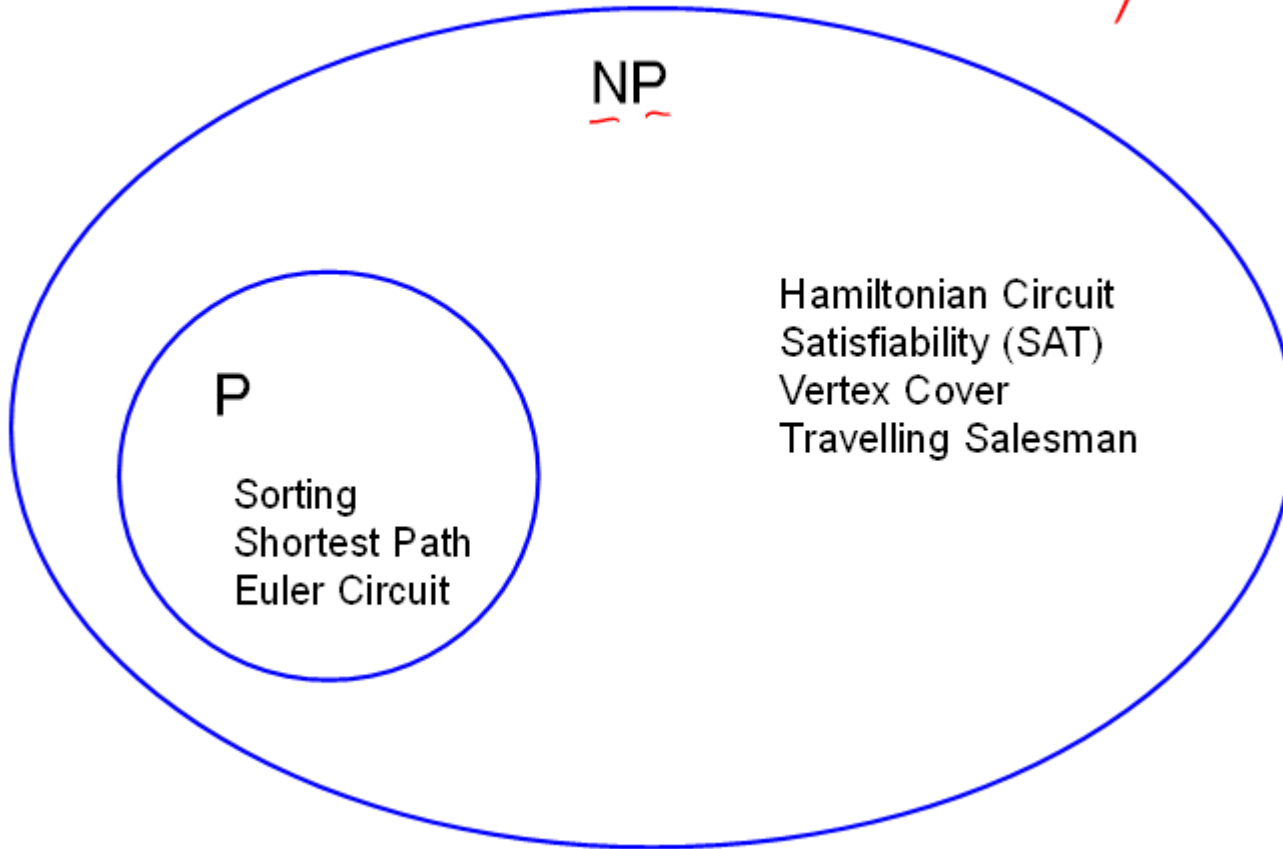 NP
Hamiltonian Circuit
Satisfiability (SAT)
Vertex Cover
Travelling Salesman
P
Sorting
Shortest Path
Euler Circuit